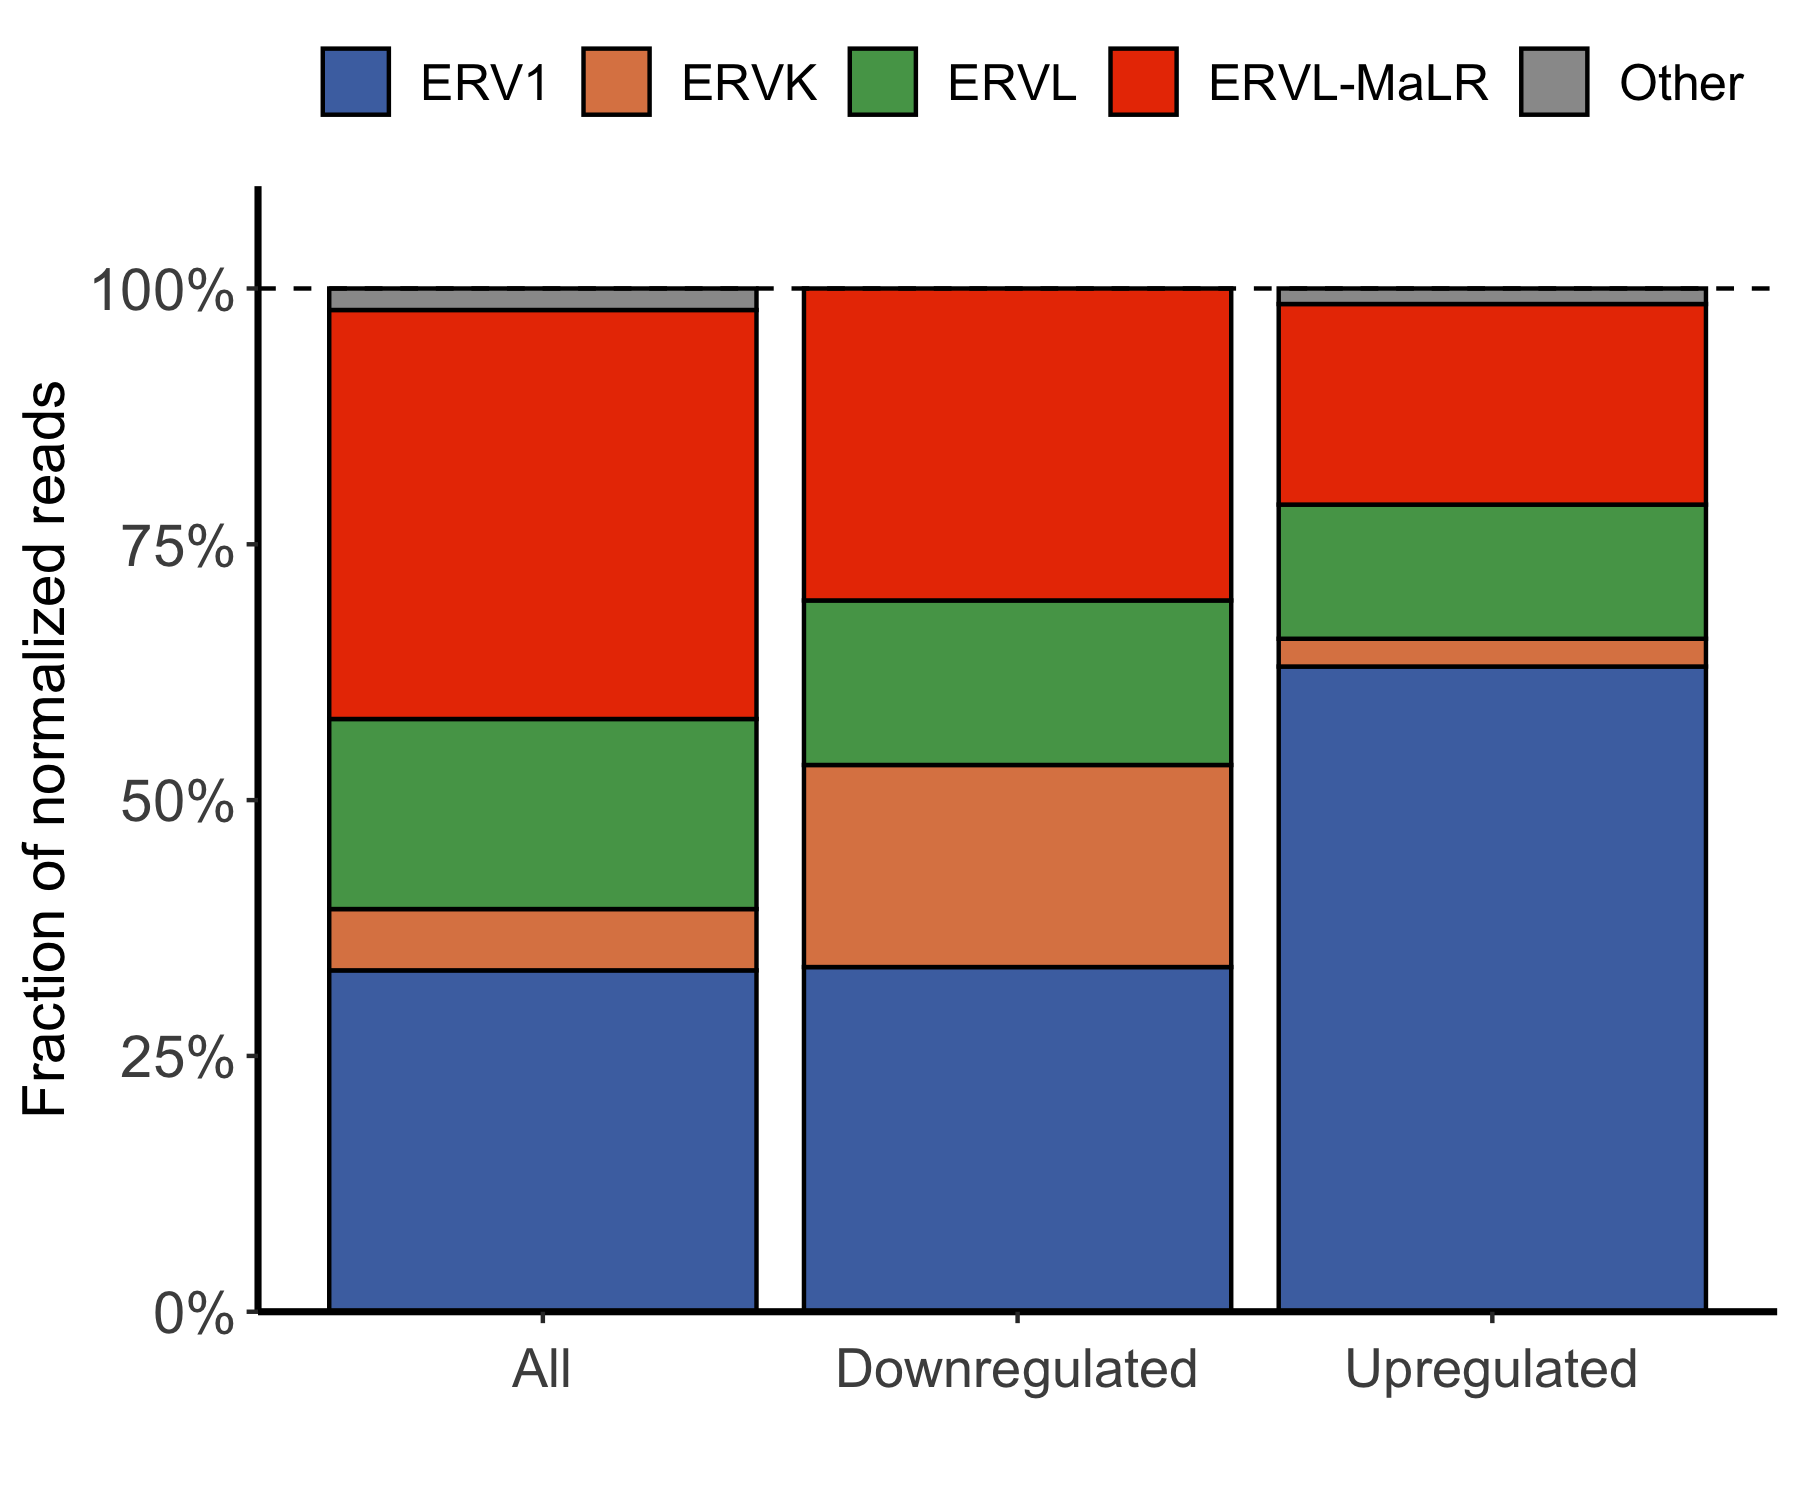 ERV1 ERVK ERVL ERVL-MaLR Other
100%
75%
50%
25%
0%
Fraction of normalized reads
All Downregulated Upregulated